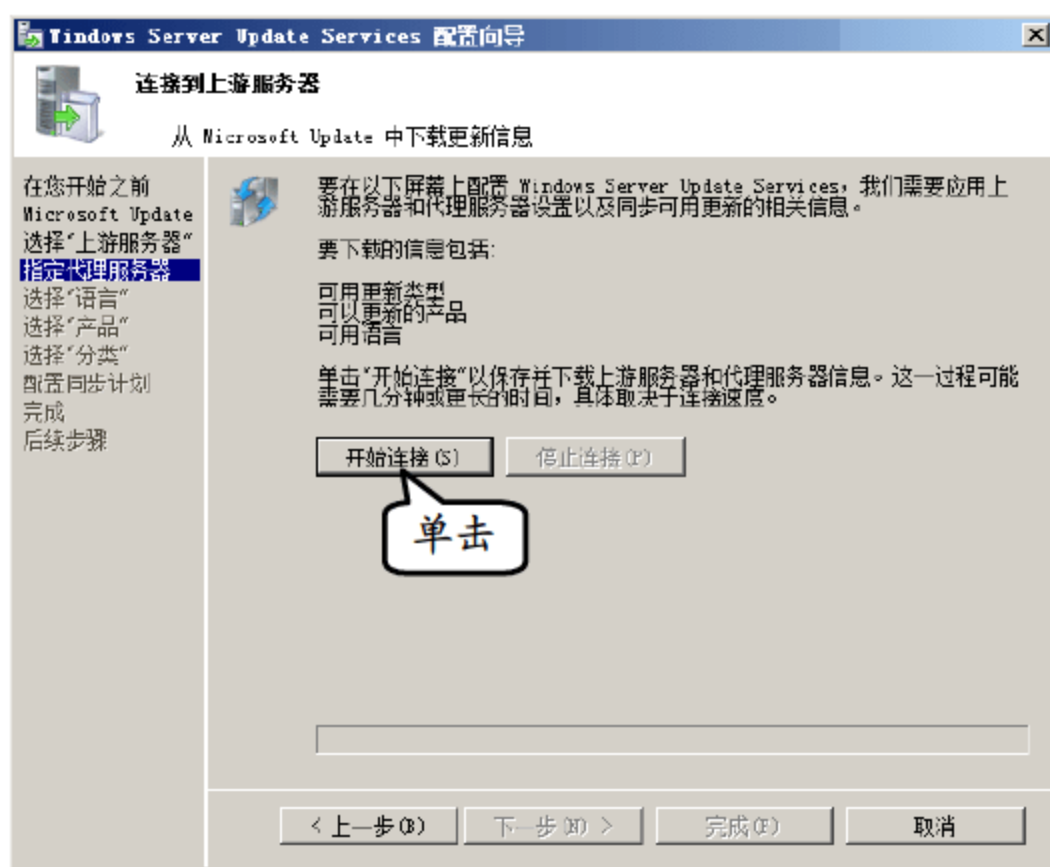 Windows Server Update Services 配置向导
连接到上游服务器
从 Microsoft Update 中下载更新信息
在您开始之前
Microsoft Update
选择“上游服务器”
指定代理服务器
选择“语言”
选择“产品”
选择“分类”
配置同步计划
完成
后续步骤
要在以下屏幕上配置 Windows Server Update Services，我们需要应用上
游服务器和代理服务器设置以及同步可用更新的相关信息。
要下载的信息包括:
可用更新类型
可以更新的产品
可用语言
单击“开始连接”以保存并下载上游服务器和代理服务器信息。这一过程可能
需要几分钟或更长的时间，具体取决于连接速度。
开始连接(S) 停止连接(P)
单击
< 上一步(B) 下一步(N) > 完成(F) 取消